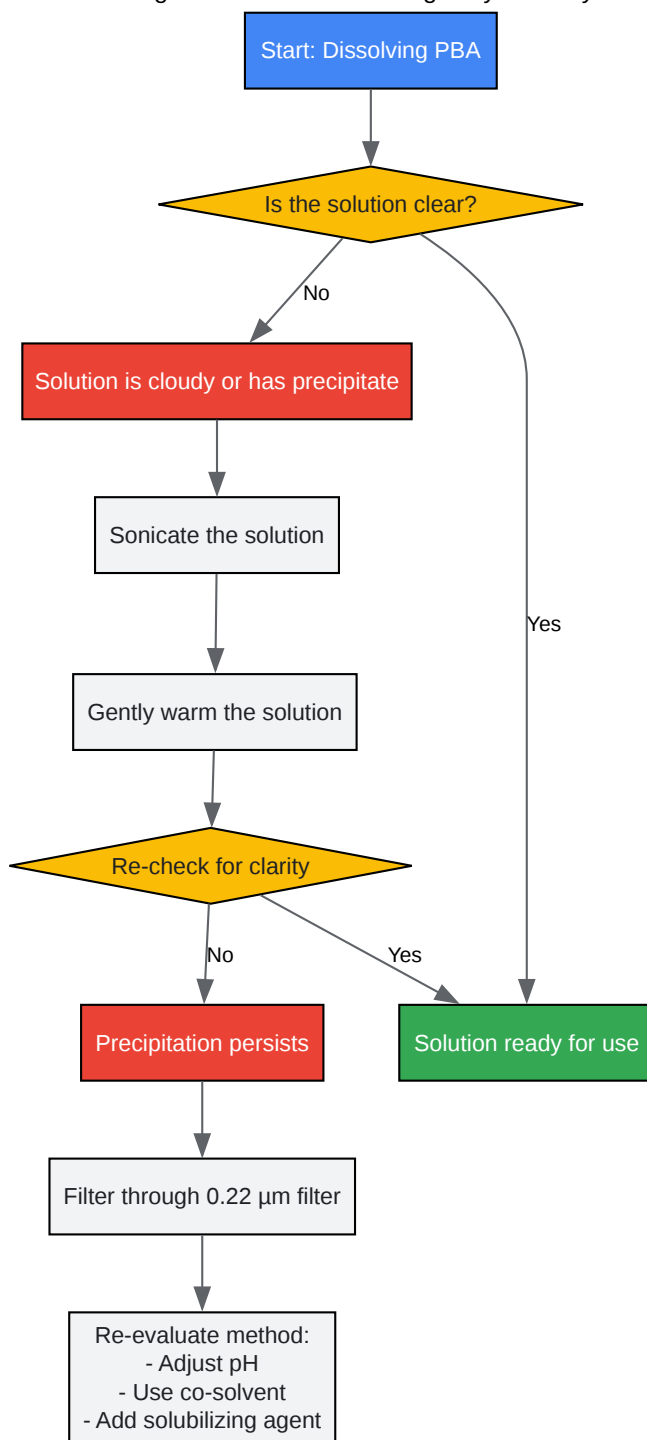 Start: Dissolving PBA
Is the solution clear?
No
Solution is cloudy or has precipitate
Sonicate the solution
Yes
Gently warm the solution
Re-check for clarity
No
Yes
Precipitation persists
Solution ready for use
Filter through 0.22 µm filter
Re-evaluate method:
- Adjust pH
- Use co-solvent
- Add solubilizing agent